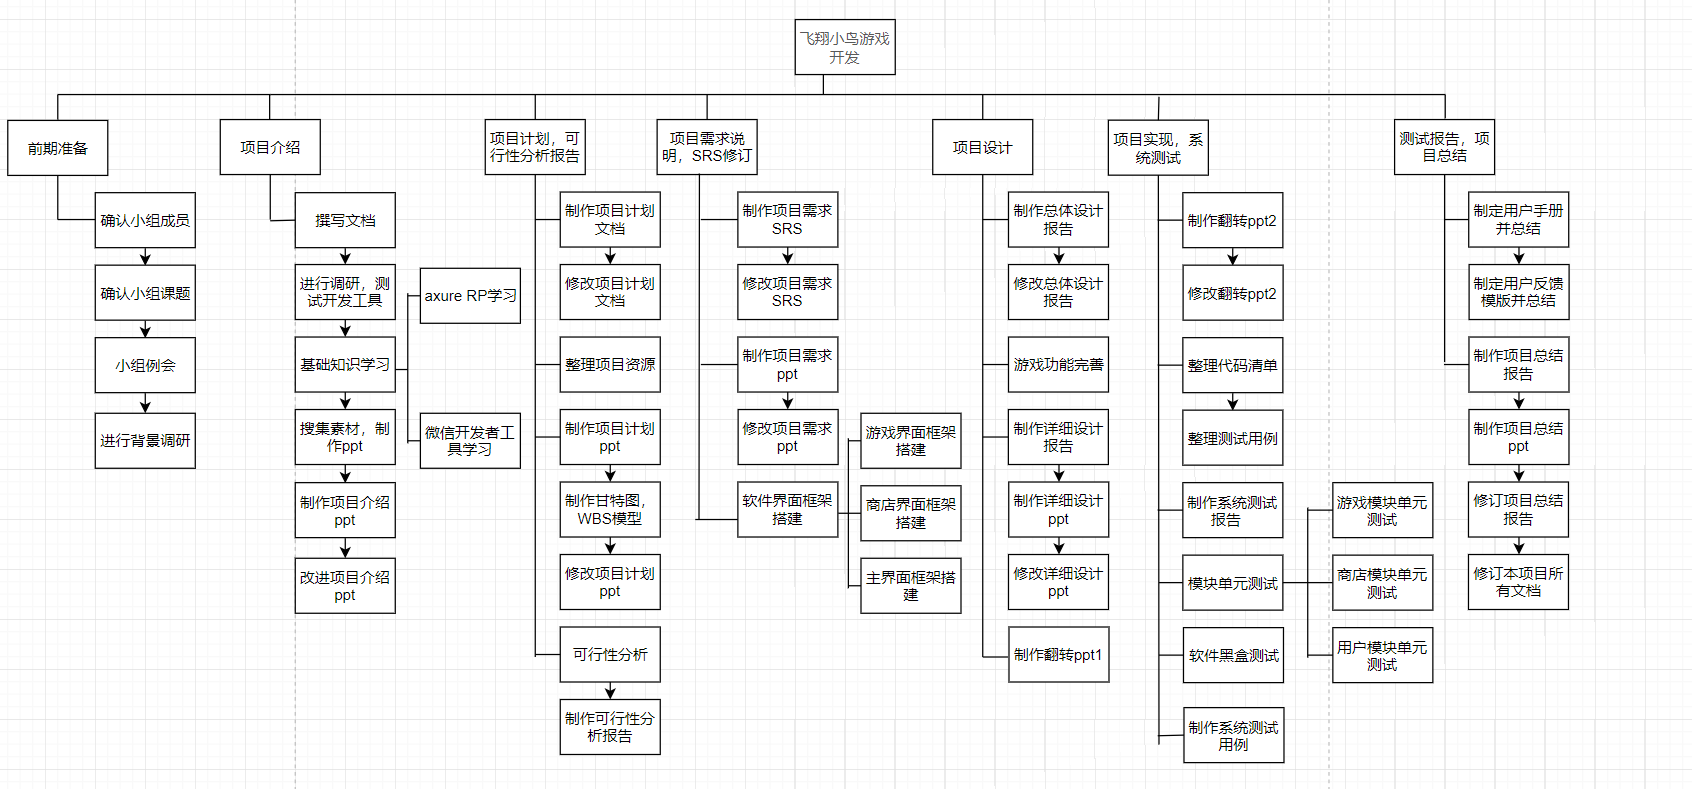 飞翔小鸟游戏
开发
前期准备
项目介绍
项目计划，可
行性分析报告
项目需求说
明，SRS修订
项目设计
项目实现，系
统测试
测试报告，项
目总结
确认小组成员
确认小组课题
小组例会
进行背景调研
撰写文档
进行调研，测
试开发工具
基础知识学习
搜集素材，制
作ppt
制作项目介绍
ppt
改进项目介绍
ppt
axure RP学习
微信开发者工
具学习
制作项目计划
文档
修改项目计划
文档
整理项目资源
制作项目计划
ppt
制作甘特图，
WBS模型
修改项目计划
ppt
可行性分析
制作可行性分
析报告
制作项目需求
SRS
修改项目需求
SRS
制作项目需求
ppt
修改项目需求
ppt
软件界面框架
搭建
游戏界面框架
搭建
商店界面框架
搭建
主界面框架搭
建
制作总体设计
报告
修改总体设计
报告
游戏功能完善
制作详细设计
报告
制作详细设计
ppt
修改详细设计
ppt
制作翻转ppt1
制作翻转ppt2
修改翻转ppt2
整理代码清单
整理测试用例
制作系统测试
报告
模块单元测试
软件黑盒测试
制作系统测试
用例
游戏模块单元
测试
商店模块单元
测试
用户模块单元
测试
制定用户手册
并总结
制定用户反馈
模版并总结
制作项目总结
报告
制作项目总结
ppt
修订项目总结
报告
修订本项目所
有文档